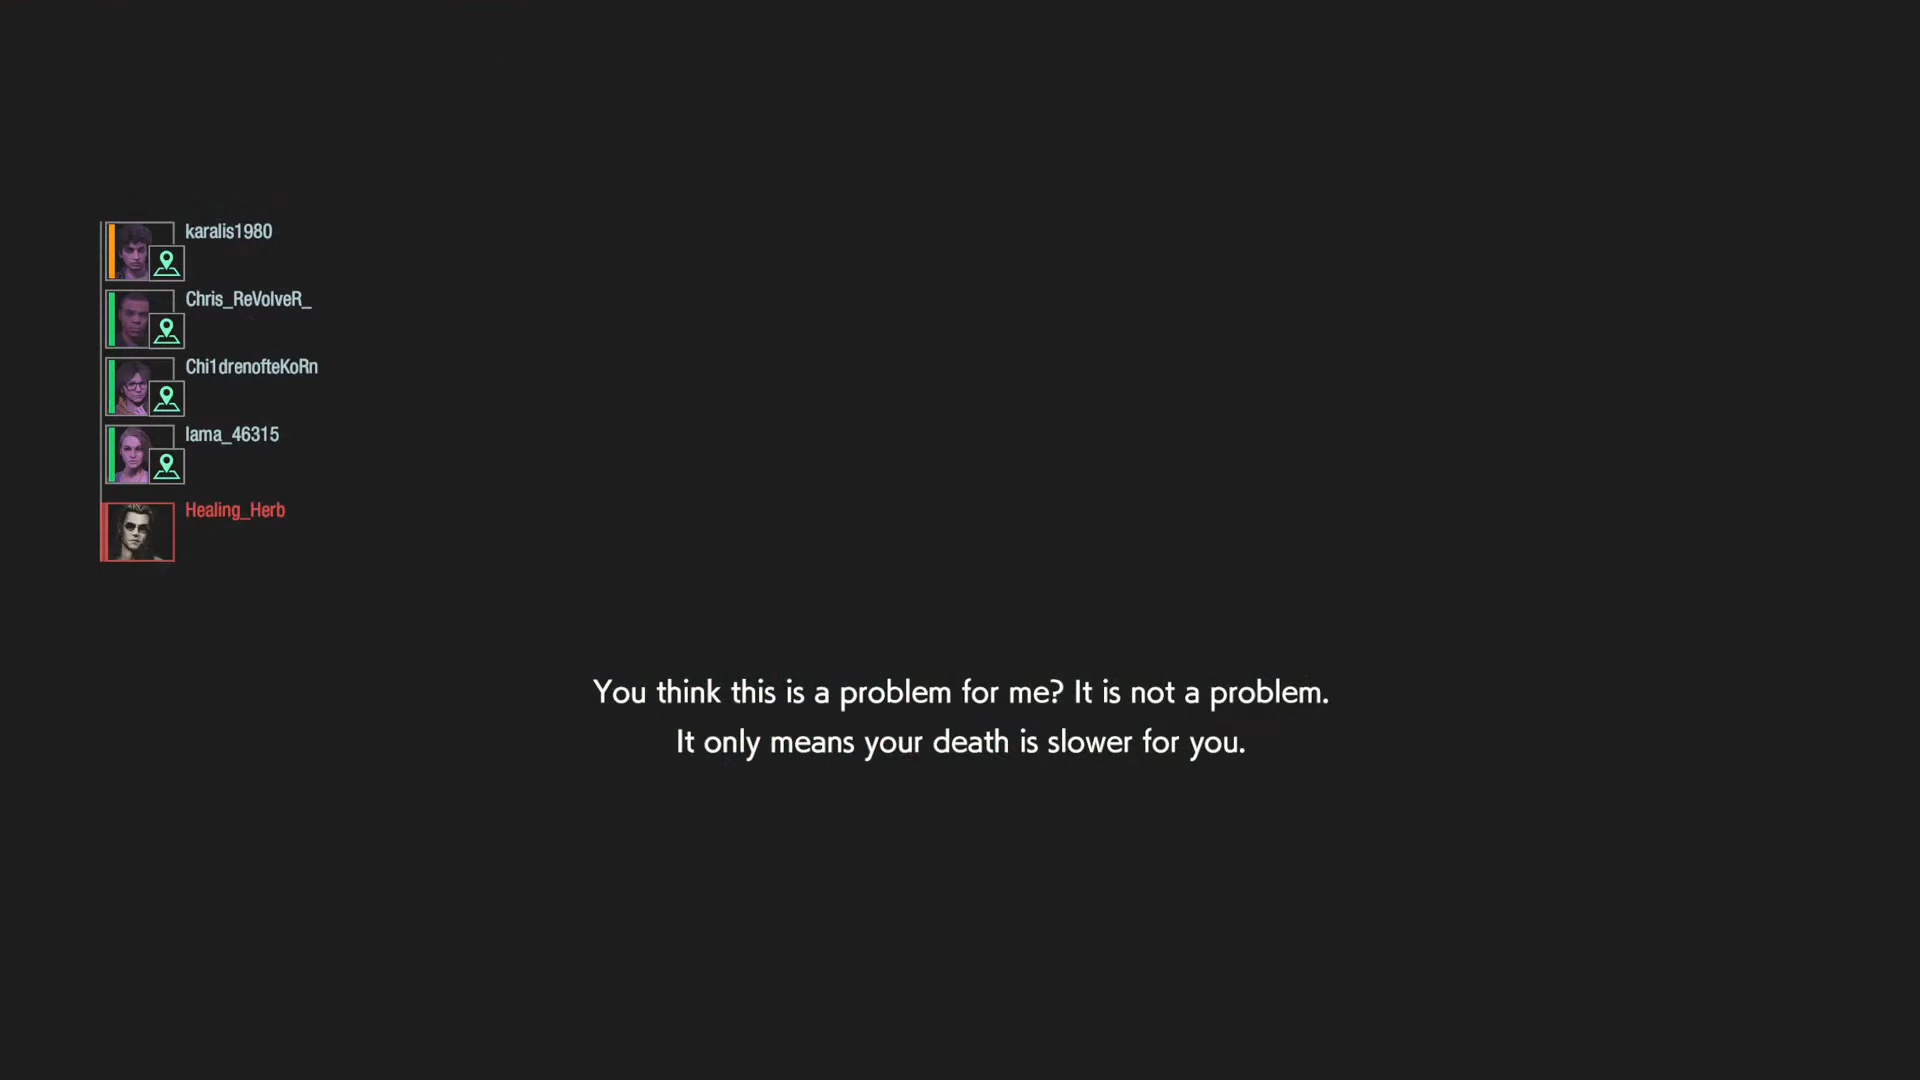 karalis1980
Chris_ReVolveR_
Chi1drenofteKoRn
lama_46315
Healing_Herb
You think this is a problem for me? It is not a problem.
It only means your death is slower for you.